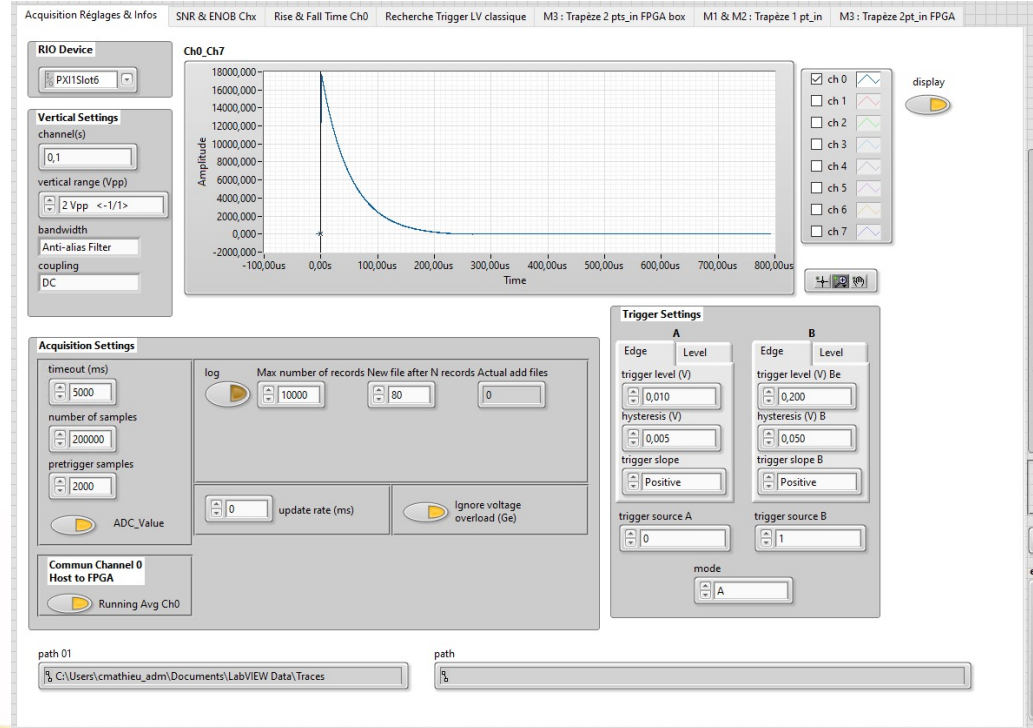 Acquisition Réglages & Infos SNR & ENOB Chx Rise & Fall Time Ch0 Recherche Trigger LV classique M3 : Trapèze 2 pts_in FPGA box M1 & M2 : Trapèze 1 pt_in M3 : Trapèze 2pt_in FPGA
RIO Device
PXI1Slot6
Vertical Settings
channel(s)
0,1
vertical range (Vpp)
2 Vpp <-1/1>
bandwidth
Anti-alias Filter
coupling
DC
Ch0_Ch7
Amplitude
18000,000
16000,000
14000,000
12000,000
10000,000
8000,000
6000,000
4000,000
2000,000
0,000
-2000,000
-100,00us 0,00s 100,00us 200,00us 300,00us 400,00us 500,00us 600,00us 700,00us 800,00us
Time
ch 0
ch 1
ch 2
ch 3
ch 4
ch 5
ch 6
ch 7
display
Acquisition Settings
timeout (ms)
5000
number of samples
200000
pretrigger samples
2000
ADC_Value
log
Max number of records New file after N records Actual add files
10000 80 0
0 update rate (ms)
Ignore voltage
overload (Ge)
Commun Channel 0
Host to FPGA
Running Avg Ch0
Trigger Settings
A
Edge Level
trigger level (V)
0,010
hysteresis (V)
0,005
trigger slope
Positive
trigger source A
0
B
Edge Level
trigger level (V) Be
0,200
hysteresis (V) B
0,050
trigger slope B
Positive
trigger source B
1
mode
A
path 01
C:\Users\cmathieu_adm\Documents\LabVIEW Data\Traces
path